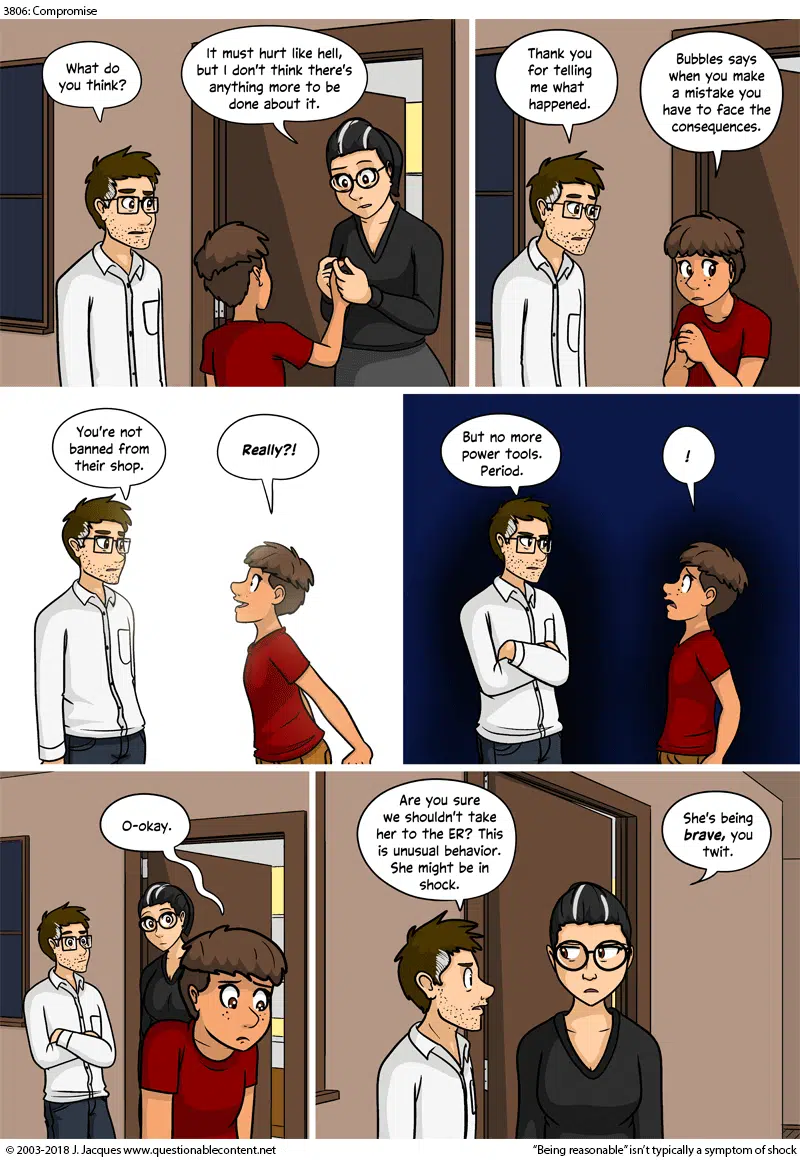 3806: Compromise
What do
you think?
It must hurt like hell,
but I don't think there's
anything more to be
done about it.
Thank you
for telling
me what
happened.
Bubbles says
when you make
a mistake you
have to face the
consequences.
You're not
banned from
their shop.
Really?!
But no more
power tools.
Period.
!
O-okay.
Are you sure
we shouldn't take
her to the ER? This
is unusual behavior.
She might be in
shock.
She's being
brave, you
twit.
© 2003-2018 J. Jacques www.questionablecontent.net
"Being reasonable" isn't typically a symptom of shock